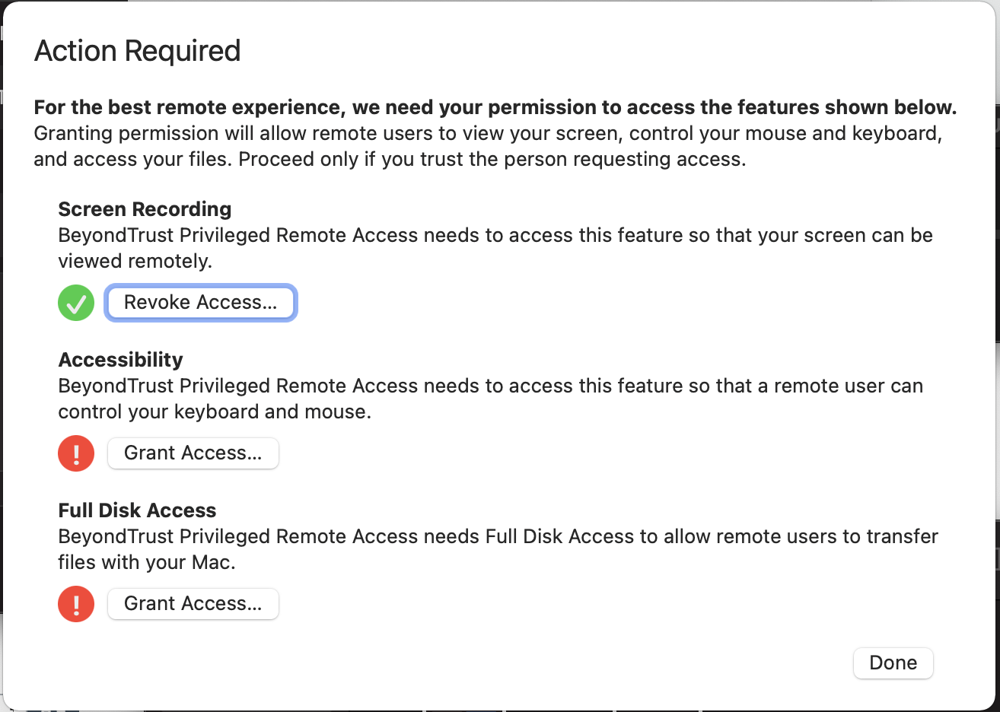 Action Required
For the best remote experience, we need your permission to access the features shown below.
Granting permission will allow remote users to view your screen, control your mouse and keyboard,
and access your files. Proceed only if you trust the person requesting access.
Screen Recording
BeyondTrust Privileged Remote Access needs to access this feature so that your screen can be
viewed remotely.
Revoke Access...
Accessibility
BeyondTrust Privileged Remote Access needs to access this feature so that a remote user can
control your keyboard and mouse.
Grant Access...
Full Disk Access
BeyondTrust Privileged Remote Access needs Full Disk Access to allow remote users to transfer
files with your Mac.
Grant Access...
Done